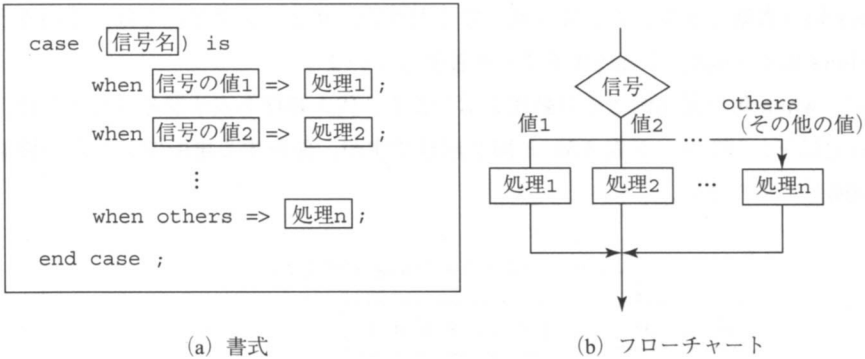 case (信号名) is
when 信号の値1 => 処理1 ;
when 信号の値2 => 処理2 ;
⋮
when others => 処理n ;
end case ;
(a) 書式
信号
値1
値2
…
others
(その他の値)
処理1
処理2
…
処理n
(b) フローチャート